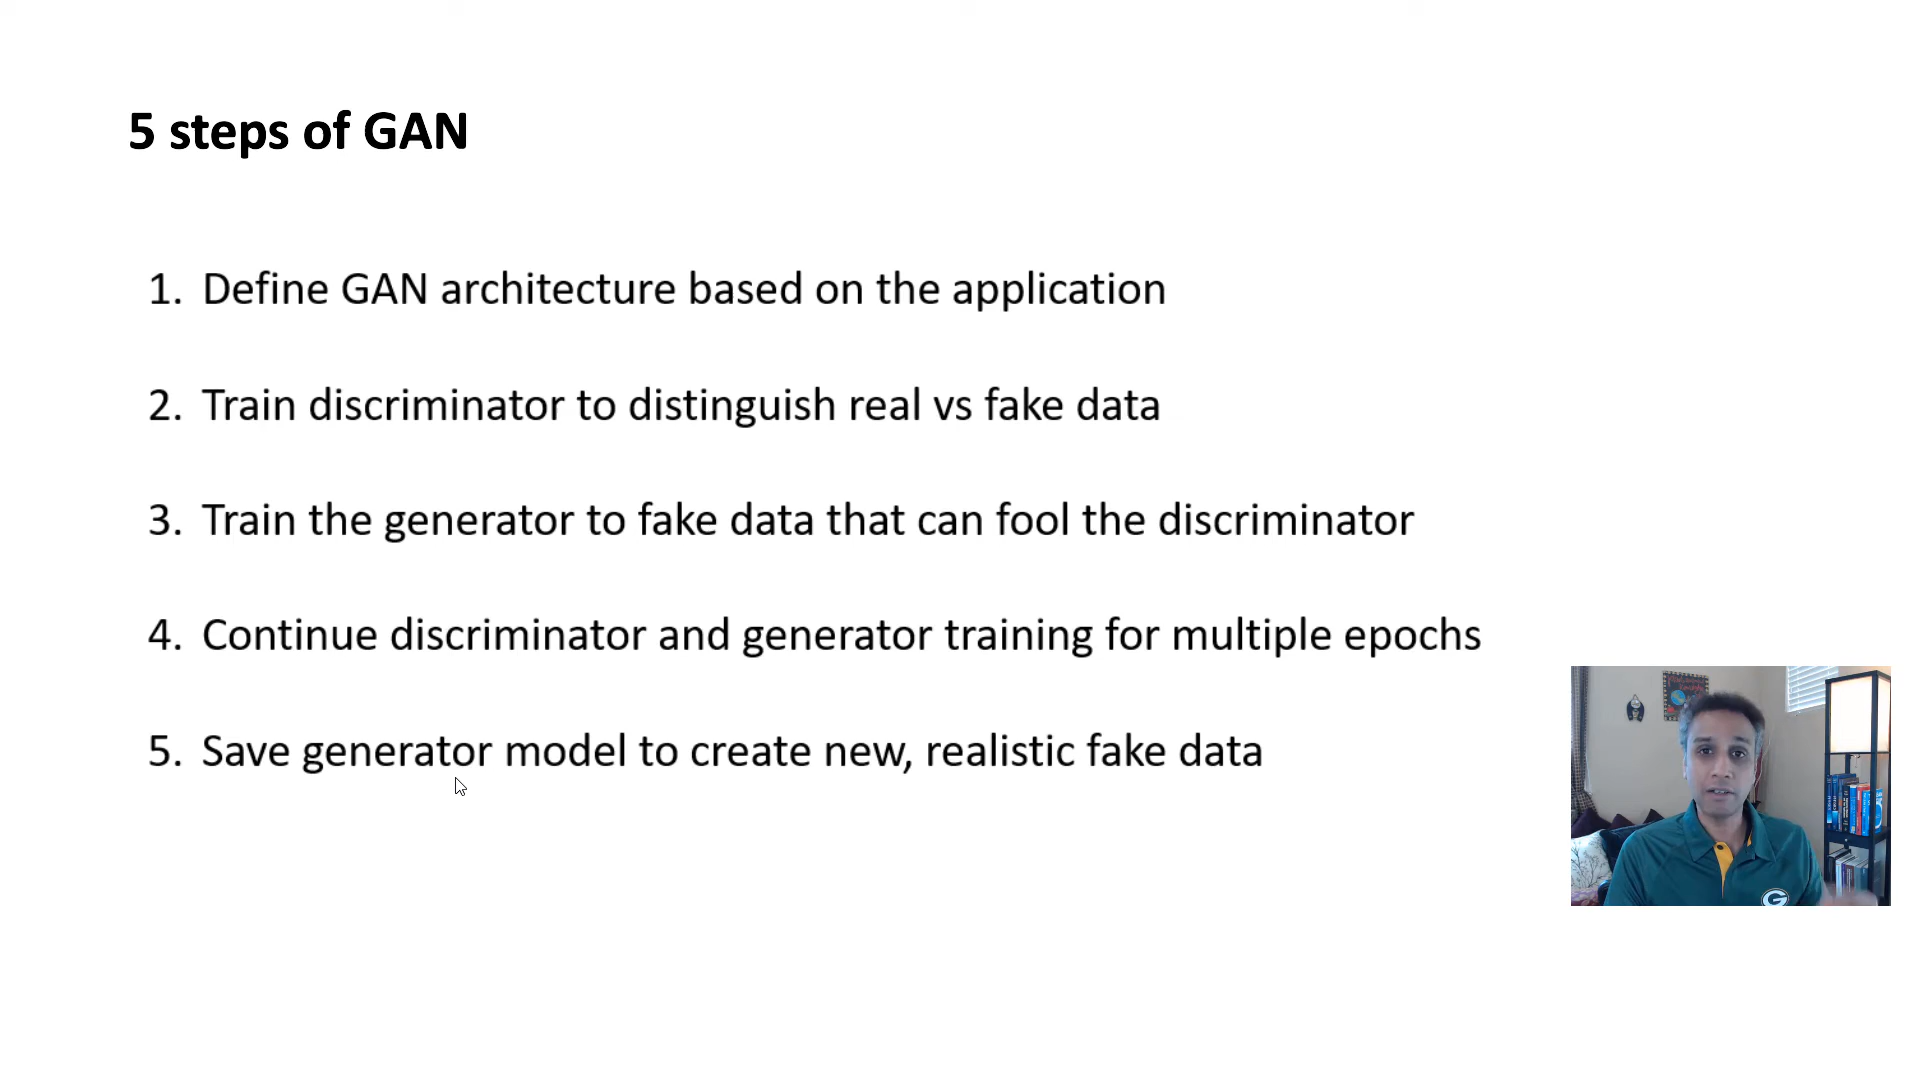 5 steps of GAN
1. Define GAN architecture based on the application
2. Train discriminator to distinguish real vs fake data
3. Train the generator to fake data that can fool the discriminator
4. Continue discriminator and generator training for multiple epochs
5. Save generator model to create new, realistic fake data
G